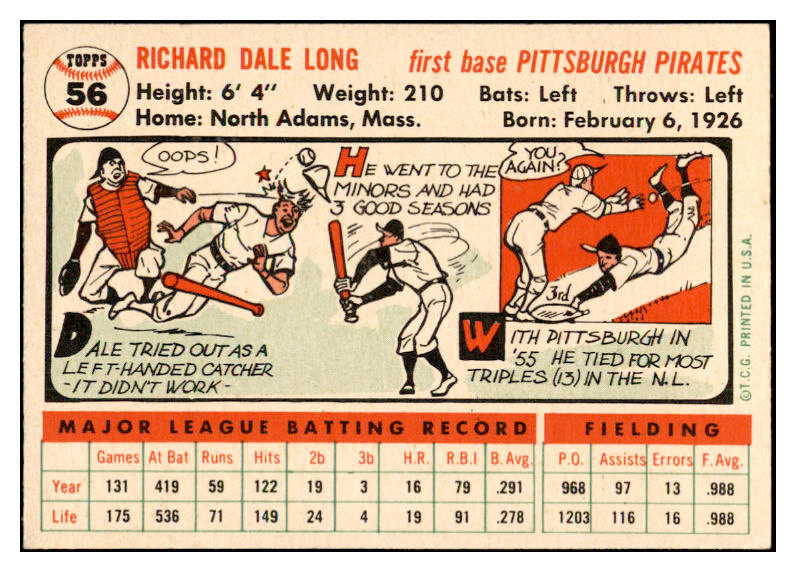 TOPPS
56
RICHARD DALE LONG
first base PITTSBURGH PIRATES
Height: 6' 4" Weight: 210 Bats: Left Throws: Left
Home: North Adams, Mass. Born: February 6, 1926
OOPS!
DALE TRIED OUT AS A
LEFT-HANDED CATCHER
-IT DIDN'T WORK-
HE WENT TO THE
MINORS AND HAD
3 GOOD SEASONS
YOU
AGAIN?
3rd
WITH PITTSBURGH IN
'55 HE TIED FOR MOST
TRIPLES (13) IN THE N.L.
©T.C.G. PRINTED IN U.S.A.
MAJOR LEAGUE BATTING RECORD
Games At Bat Runs Hits 2b 3b H.R. R.B.I B. Avg.
Year 131 419 59 122 19 3 16 79 .291
Life 175 536 71 149 24 4 19 91 .278
FIELDING
P.O. Assists Errors F. Avg.
968 97 13 .988
1203 116 16 .988